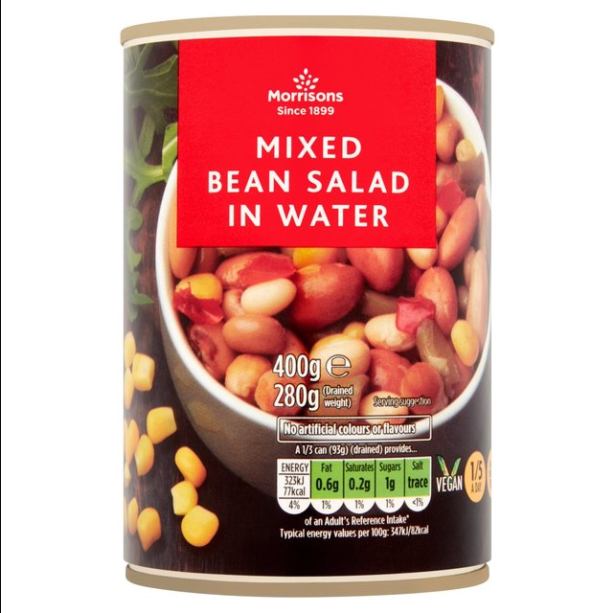 Morrisons
Since 1899
MIXED
BEAN SALAD
IN WATER
400g e
280g (Drained weight)
Serving suggestion
No artificial colours or flavours
A 1/3 can (93g) (drained) provides...
ENERGY Fat Saturates Sugars Salt
323kJ 77kcal 0.6g 0.2g 1g trace
4% 1% 1% 1% <1%
of an Adult's Reference Intake*
Typical energy values per 100g: 347kJ/82kcal
VEGAN
1/5 A DAY